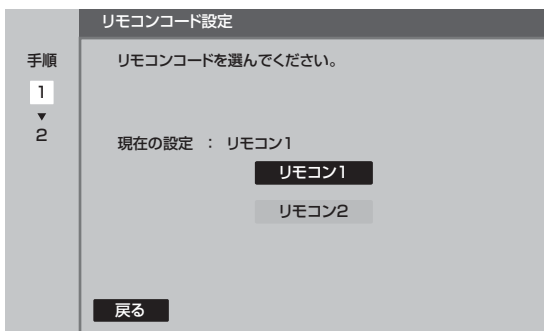 リモコンコード設定
手順
1
▼
2
リモコンコードを選んでください。
現在の設定 : リモコン1
リモコン1
リモコン2
戻る